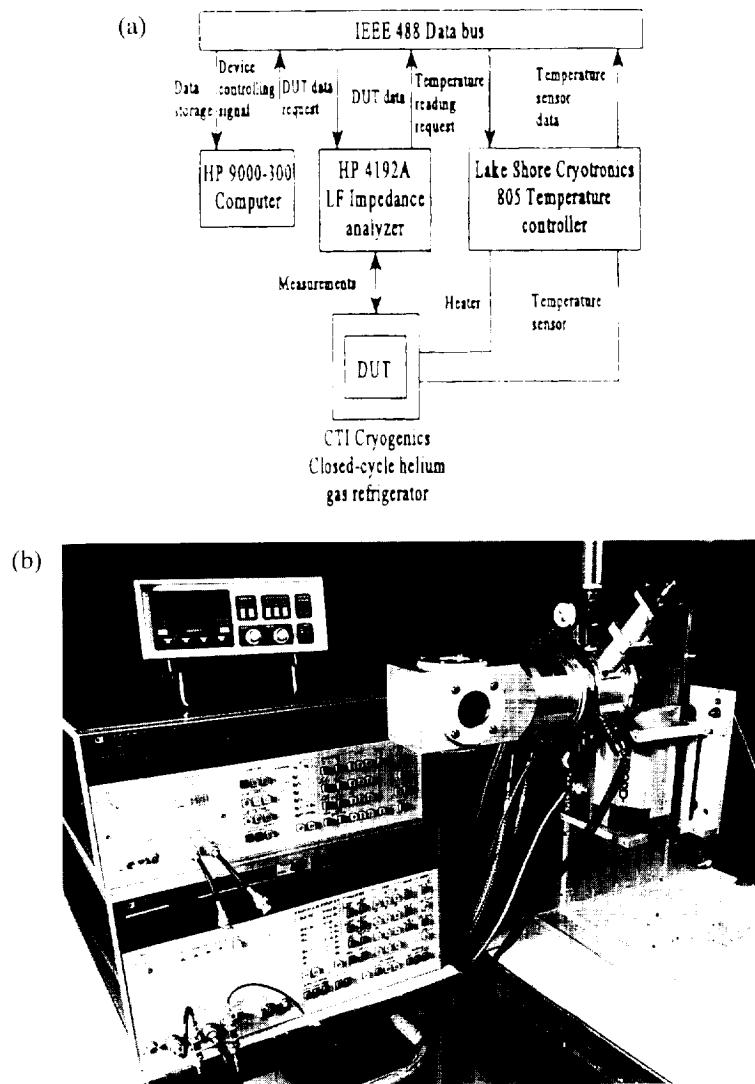 (a)
IEEE 488 Data bus
Data
storage
Device
controlling
signal
DUT data
request
DUT data
Temperature
reading
request
Temperature
sensor
data
HP 9000-300
Computer
HP 4192A
LF Impedance
analyzer
Lake Shore Cryotronics
805 Temperature
controller
Measurements
Heater
Temperature
sensor
DUT
CTI Cryogenics
Closed-cycle helium
gas refrigerator
(b)